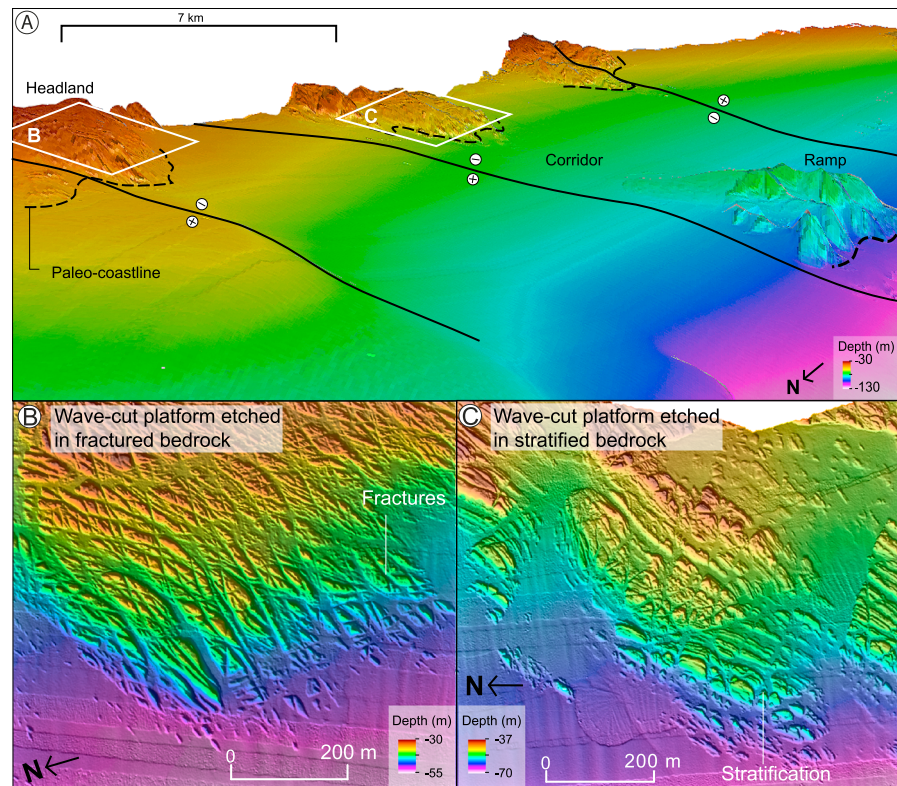 A
7 km
Headland
B
C
Corridor
Ramp
Paleo-coastline
Depth (m)
-30
-130
N
B
Wave-cut platform etched
in fractured bedrock
Fractures
N
Depth (m)
-30
-55
0
200 m
C
Wave-cut platform etched
in stratified bedrock
N
Depth (m)
-37
-70
0
200 m
Stratification